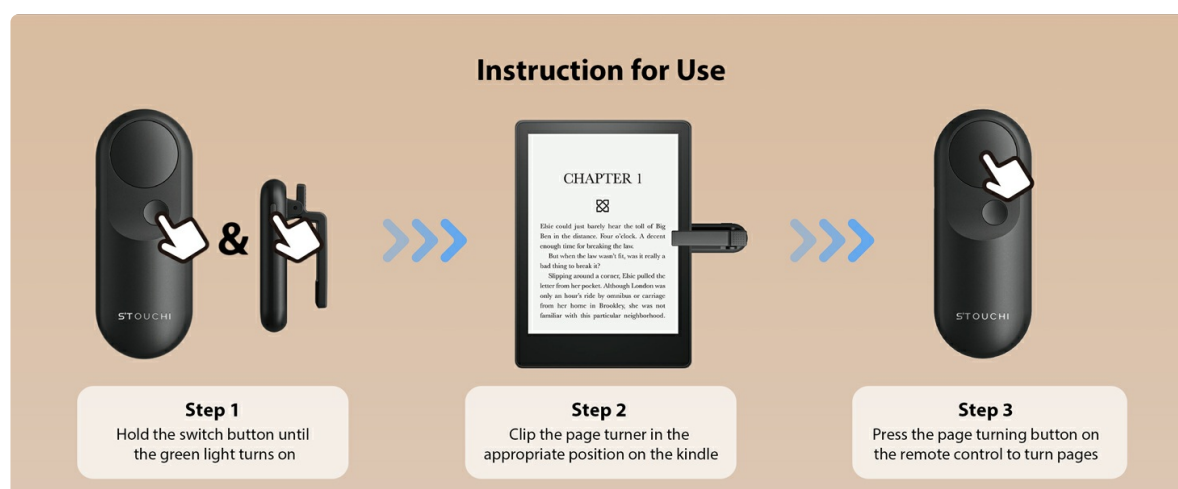 Instruction for Use
S'TOUCHI
&
CHAPTER 1
Elsie could just barely hear the toll of Big
Ben in the distance. Four o'clock. A decent
enough time for breaking the law.
But when the law wasn't fit, was it really a
bad thing to break it?
Slipping around a corner, Elsie pulled the
letter from her pocket. Although London was
only an hour's ride by omnibus or carriage
from her home in Brookley, she was not
familiar with this particular neighborhood.
S'TOUCHI
Step 1
Hold the switch button until
the green light turns on
Step 2
Clip the page turner in the
appropriate position on the kindle
Step 3
Press the page turning button on
the remote control to turn pages